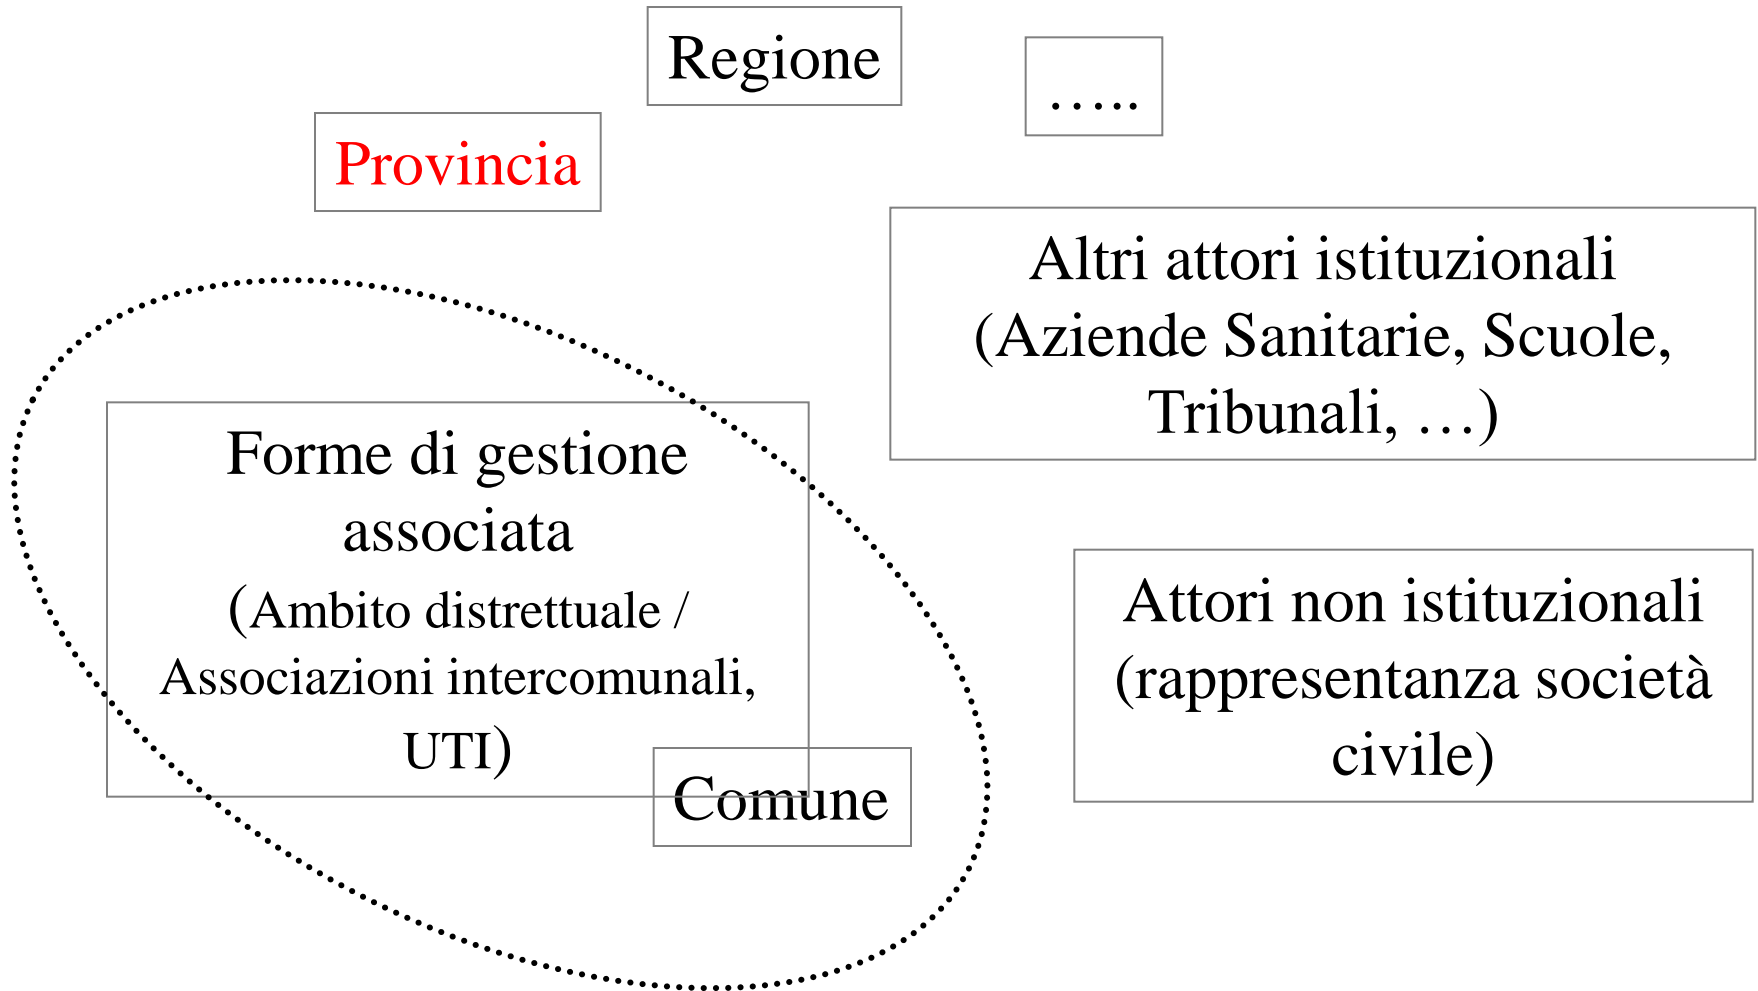 Regione
…..
Provincia
Altri attori istituzionali
(Aziende Sanitarie, Scuole,
Tribunali, …)
Forme di gestione
associata
(Ambito distrettuale /
Associazioni intercomunali,
UTI)
Comune
Attori non istituzionali
(rappresentanza società
civile)